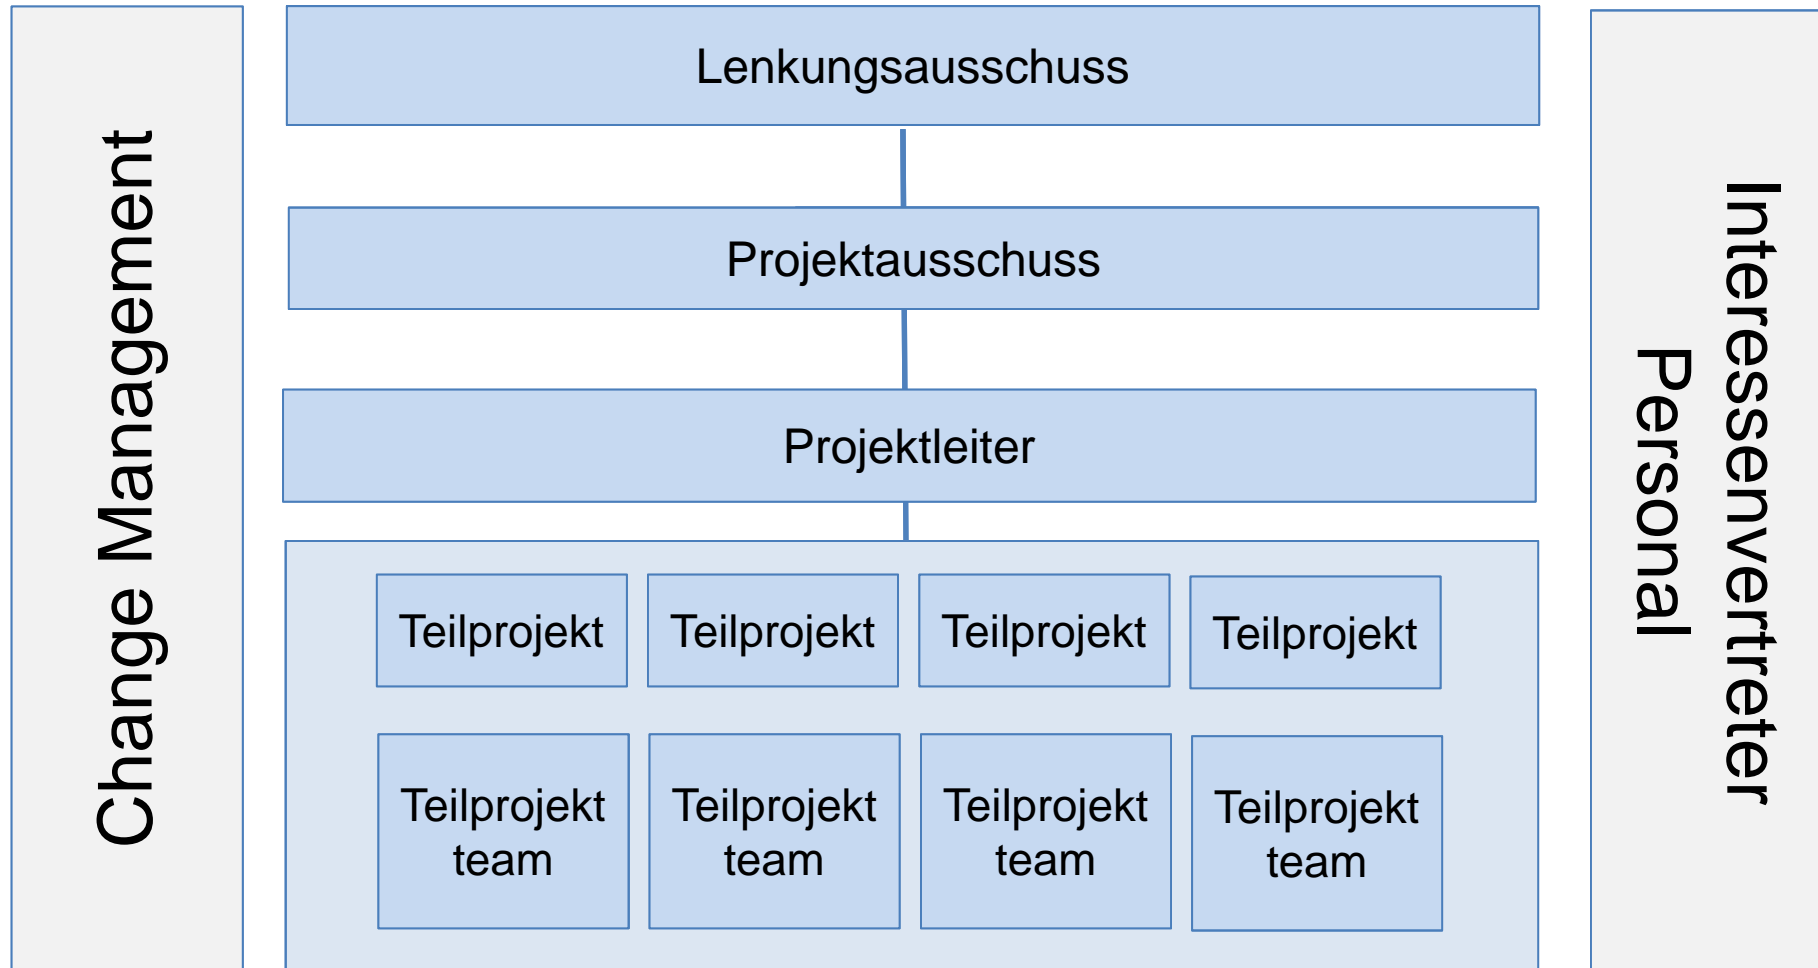 Change Management
Lenkungsausschuss
Projektausschuss
Projektleiter
Teilprojekt
Teilprojekt
Teilprojekt
Teilprojekt
Teilprojekt
team
Teilprojekt
team
Teilprojekt
team
Teilprojekt
team
Interessenvertreter
Personal